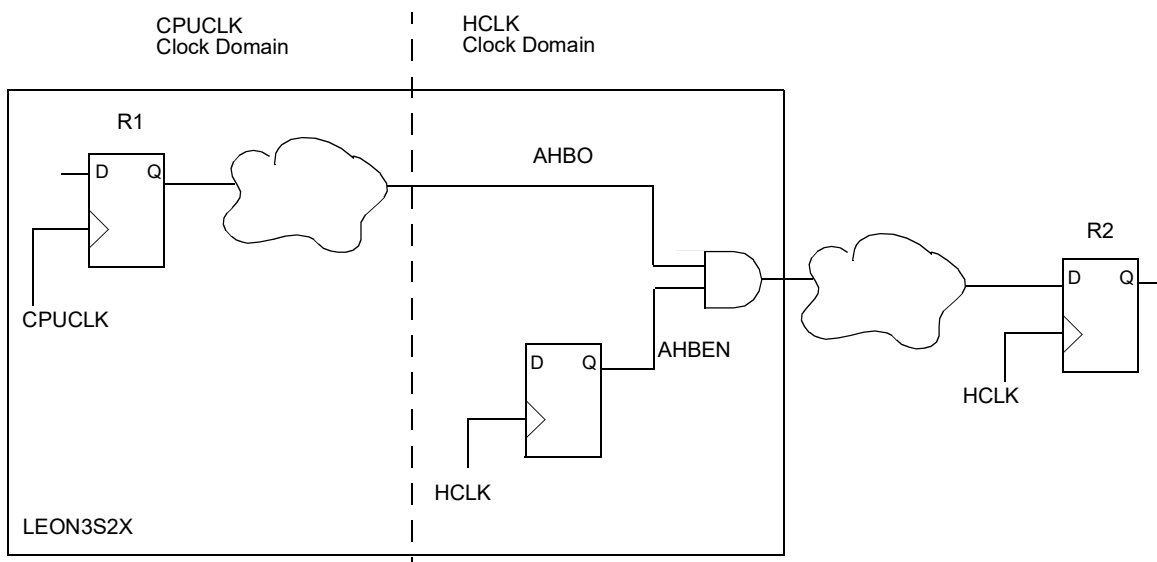 CPUCLK
Clock Domain
HCLK
Clock Domain
R1
D Q
CPUCLK
AHBO
R2
D Q
HCLK
AHBEN
D Q
HCLK
LEON3S2X